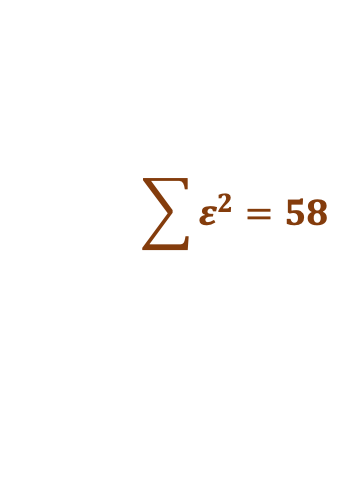 ∑ ε² = 58